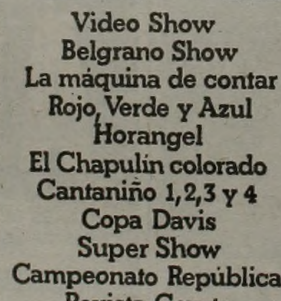 Video Show
Belgrano Show
La máquina de contar
Rojo, Verde y Azul
Horangel
El Chapulín colorado
Cantaniño 1,2,3 y 4
Copa Davis
Super Show
Campeonato República